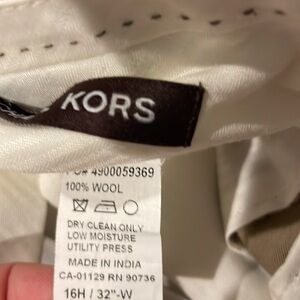 KORS
PO# 4900059369
100% WOOL
DRY CLEAN ONLY
LOW MOISTURE
UTILITY PRESS
MADE IN INDIA
CA-01129 RN 90736
16H / 32"-W